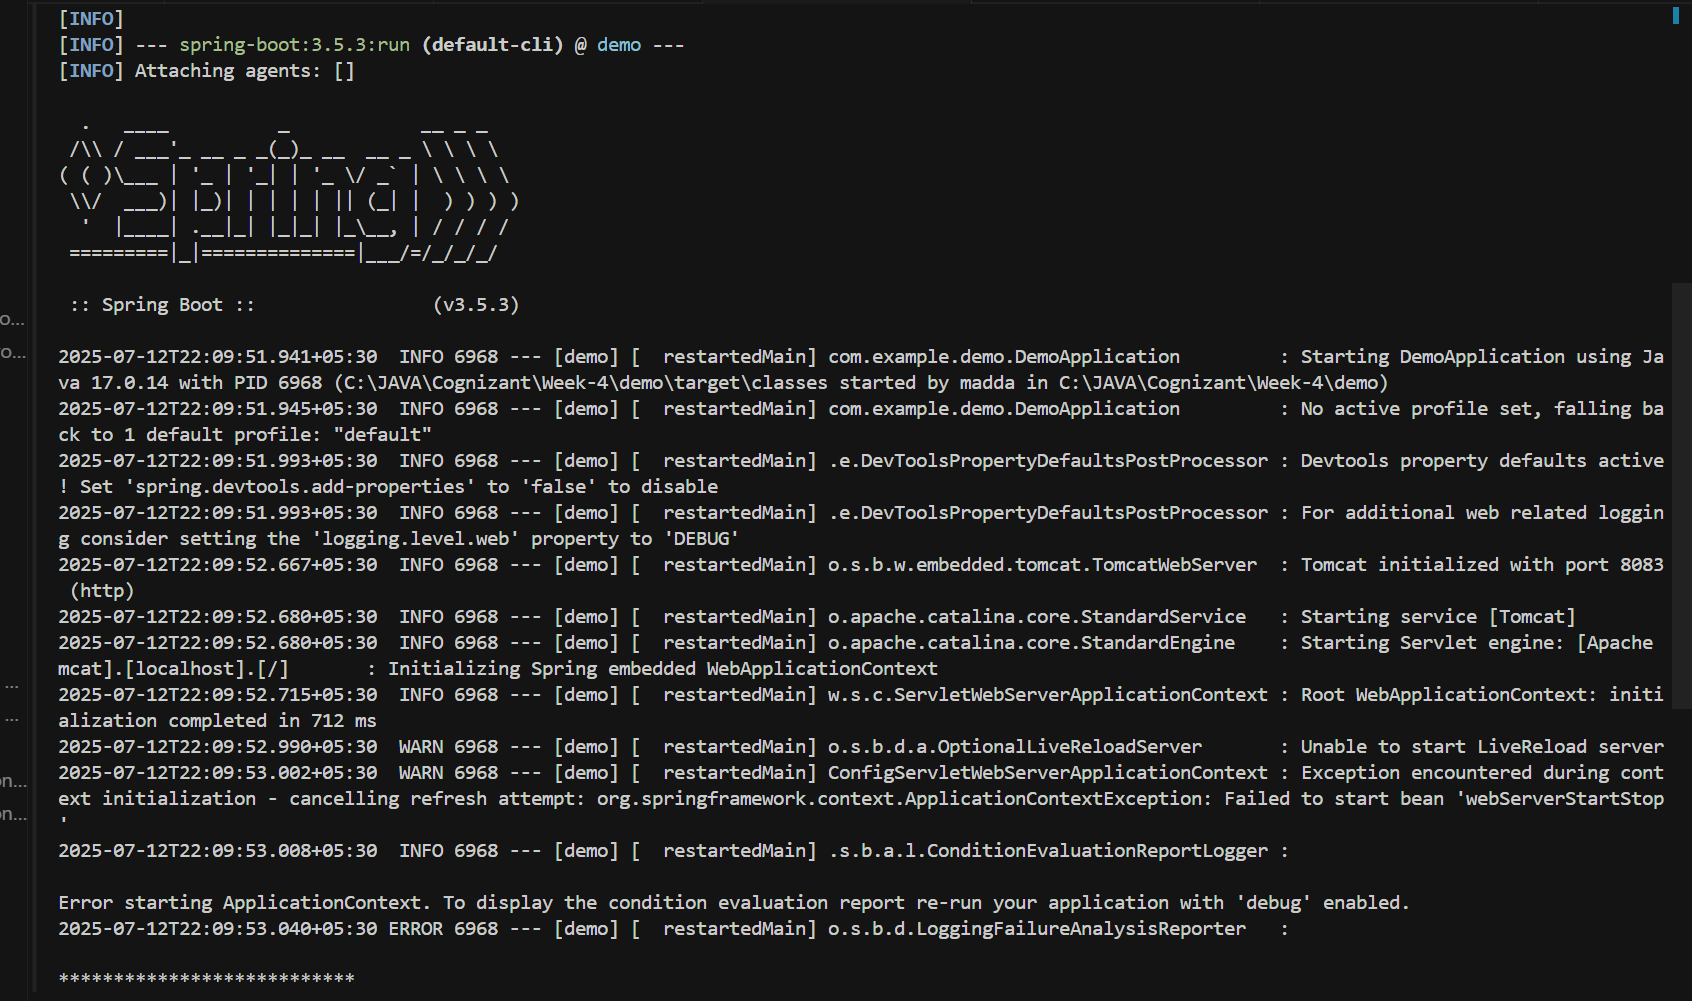 [INFO]
[INFO] --- spring-boot:3.5.3:run (default-cli) @ demo ---
[INFO] Attaching agents: []
  .   ____          _            __ _ _
 /\\ / ___'_ __ _ _(_)_ __  __ _ \ \ \ \
( ( )\___ | '_ | '_| | '_ \/ _` | \ \ \ \
 \\/  ___)| |_)| | | | | || (_| |  ) ) ) )
  '  |____| .__|_| |_|_| |_\__, | / / / /
 =========|_|==============|___/=/_/_/_/
 :: Spring Boot ::                (v3.5.3)
2025-07-12T22:09:51.941+05:30  INFO 6968 --- [demo] [  restartedMain] com.example.demo.DemoApplication         : Starting DemoApplication using Ja
va 17.0.14 with PID 6968 (C:\JAVA\Cognizant\Week-4\demo\target\classes started by madda in C:\JAVA\Cognizant\Week-4\demo)
2025-07-12T22:09:51.945+05:30  INFO 6968 --- [demo] [  restartedMain] com.example.demo.DemoApplication         : No active profile set, falling ba
ck to 1 default profile: "default"
2025-07-12T22:09:51.993+05:30  INFO 6968 --- [demo] [  restartedMain] .e.DevToolsPropertyDefaultsPostProcessor : Devtools property defaults active
! Set 'spring.devtools.add-properties' to 'false' to disable
2025-07-12T22:09:51.993+05:30  INFO 6968 --- [demo] [  restartedMain] .e.DevToolsPropertyDefaultsPostProcessor : For additional web related loggin
g consider setting the 'logging.level.web' property to 'DEBUG'
2025-07-12T22:09:52.667+05:30  INFO 6968 --- [demo] [  restartedMain] o.s.b.w.embedded.tomcat.TomcatWebServer  : Tomcat initialized with port 8083
 (http)
2025-07-12T22:09:52.680+05:30  INFO 6968 --- [demo] [  restartedMain] o.apache.catalina.core.StandardService   : Starting service [Tomcat]
2025-07-12T22:09:52.680+05:30  INFO 6968 --- [demo] [  restartedMain] o.apache.catalina.core.StandardEngine    : Starting Servlet engine: [Apache
mcat].[localhost].[/]       : Initializing Spring embedded WebApplicationContext
2025-07-12T22:09:52.715+05:30  INFO 6968 --- [demo] [  restartedMain] w.s.c.ServletWebServerApplicationContext : Root WebApplicationContext: initi
alization completed in 712 ms
2025-07-12T22:09:52.990+05:30  WARN 6968 --- [demo] [  restartedMain] o.s.b.d.a.OptionalLiveReloadServer       : Unable to start LiveReload server
2025-07-12T22:09:53.002+05:30  WARN 6968 --- [demo] [  restartedMain] ConfigServletWebServerApplicationContext : Exception encountered during cont
ext initialization - cancelling refresh attempt: org.springframework.context.ApplicationContextException: Failed to start bean 'webServerStartStop
'
2025-07-12T22:09:53.008+05:30  INFO 6968 --- [demo] [  restartedMain] .s.b.a.l.ConditionEvaluationReportLogger :
Error starting ApplicationContext. To display the condition evaluation report re-run your application with 'debug' enabled.
2025-07-12T22:09:53.040+05:30 ERROR 6968 --- [demo] [  restartedMain] o.s.b.d.LoggingFailureAnalysisReporter   :
***************************
o...
o...
...
...
on...
on...